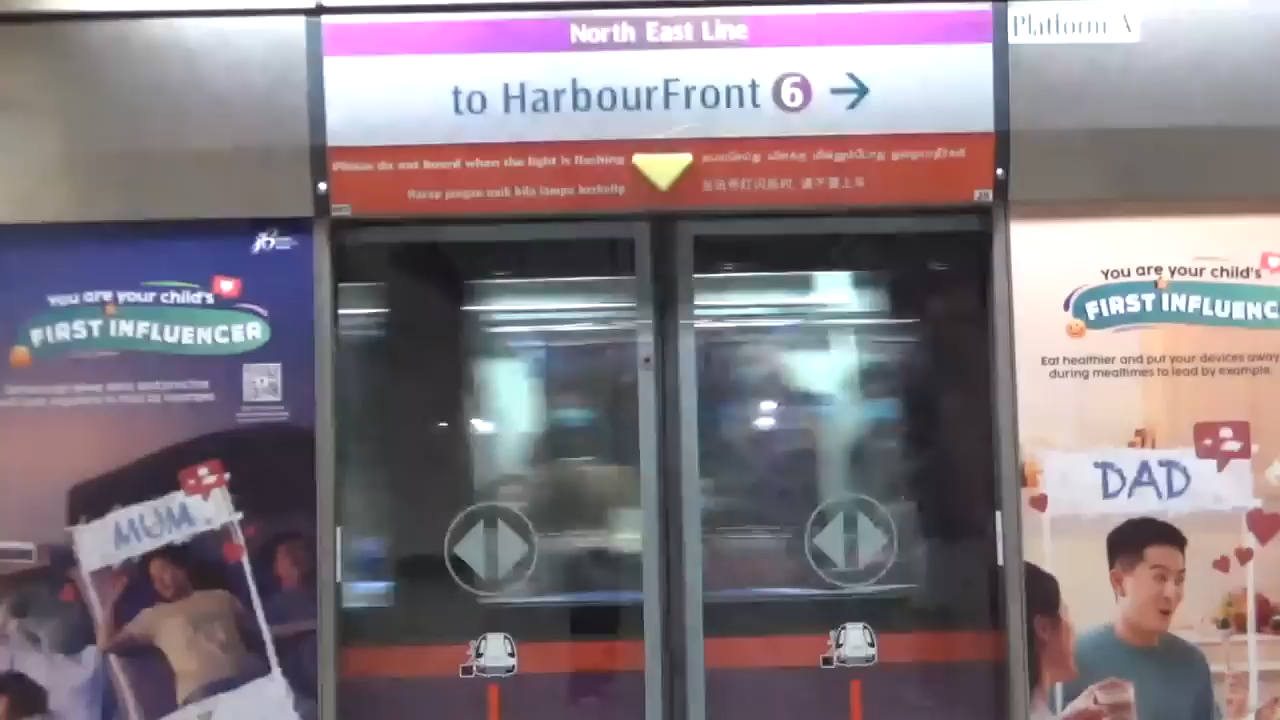 North East Line
Platform A
to HarbourFront 6 →
Please do not board when the light is flashing
Harap jangan naik bila lampu berkelip
当讯号灯闪烁时, 请不要上车
You are your child's
FIRST INFLUENCER
MUM
You are your child's
FIRST INFLUENC
Eat healthier and put your devices away
during mealtimes to lead by example.
DAD